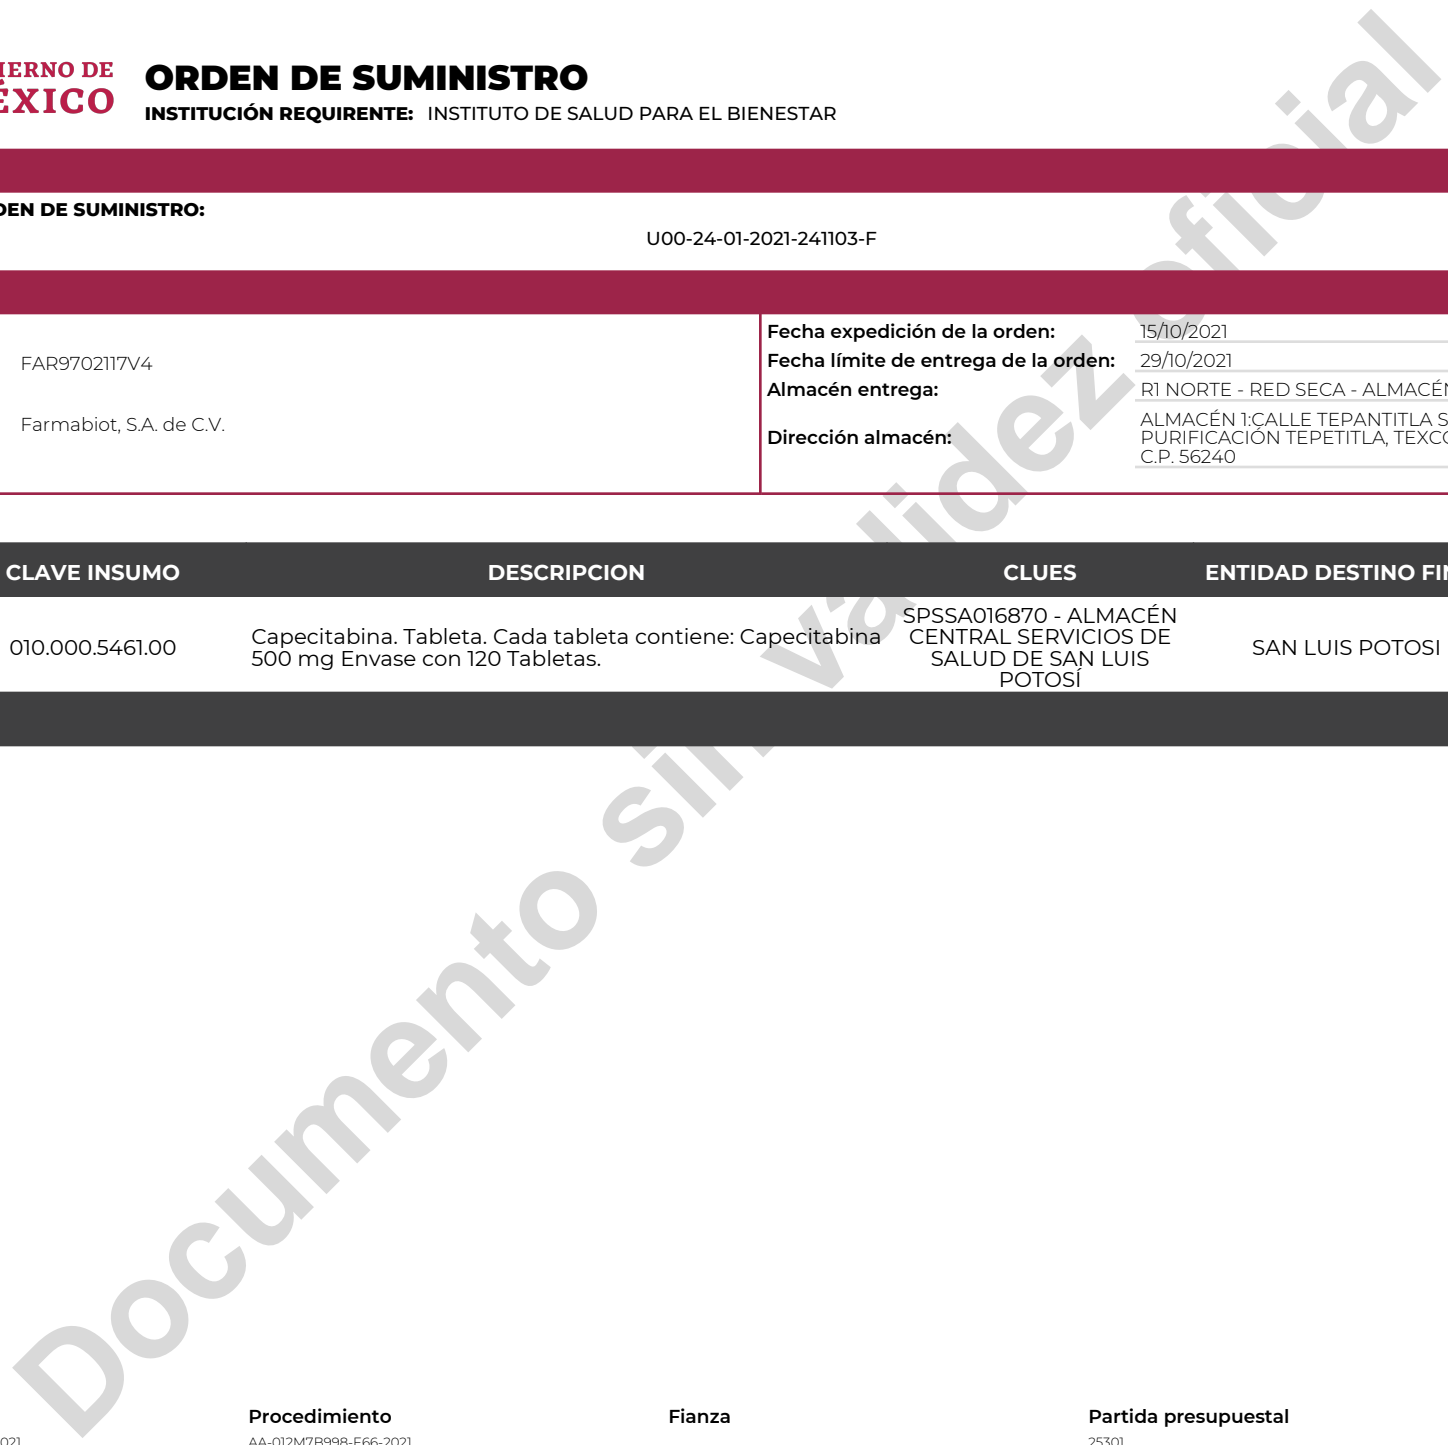 IERNO DE
ÉXICO
ORDEN DE SUMINISTRO
INSTITUCIÓN REQUIRENTE: INSTITUTO DE SALUD PARA EL BIENESTAR
DEN DE SUMINISTRO:
U00-24-01-2021-241103-F
FAR9702117V4
Farmabiot, S.A. de C.V.
Fecha expedición de la orden: 15/10/2021
Fecha límite de entrega de la orden: 29/10/2021
Almacén entrega: R1 NORTE - RED SECA - ALMACÉN
Dirección almacén: ALMACÉN 1:CALLE TEPANTITLA S
PURIFICACIÓN TEPETITLA, TEXCO
C.P. 56240
CLAVE INSUMO DESCRIPCION CLUES ENTIDAD DESTINO FIN
010.000.5461.00
Capecitabina. Tableta. Cada tableta contiene: Capecitabina
500 mg Envase con 120 Tabletas.
SPSSA016870 - ALMACÉN
CENTRAL SERVICIOS DE
SALUD DE SAN LUIS
POTOSÍ
SAN LUIS POTOSI
Documento sin validez oficial
Procedimiento Fianza Partida presupuestal
021 AA-012M7B998-E66-2021 25301